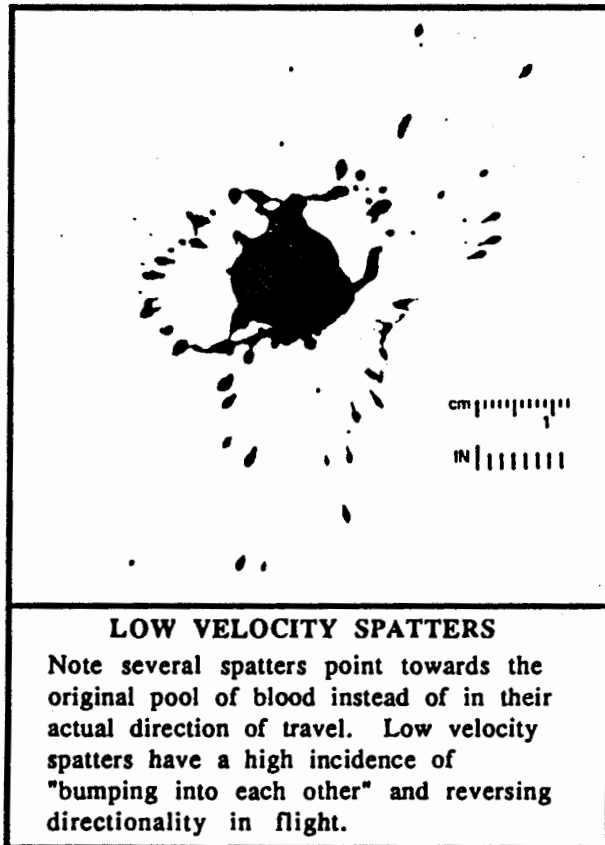 cm
1
IN
LOW VELOCITY SPATTERS
Note several spatters point towards the
original pool of blood instead of in their
actual direction of travel. Low velocity
spatters have a high incidence of
"bumping into each other" and reversing
directionality in flight.